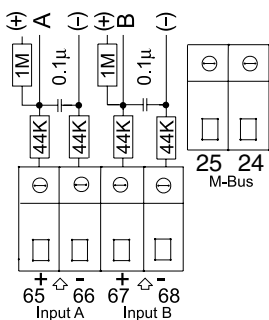 (+) A (-) (+) B (-)
1M 0.1µ 1M 0.1µ
44K 44K 44K 44K
25 24
M-Bus
+ - + -
65 66 67 68
Input A Input B